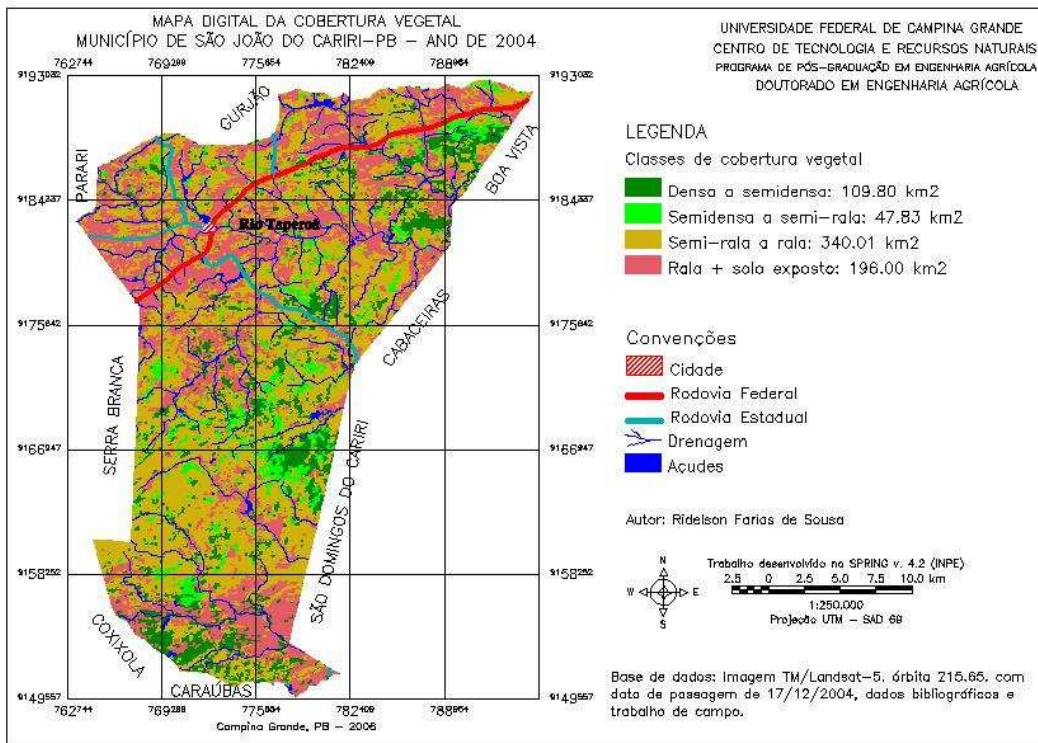 MAPA DIGITAL DA COBERTURA VEGETAL
MUNICÍPIO DE SÃO JOÃO DO CARIRI-PB - ANO DE 2004
UNIVERSIDADE FEDERAL DE CAMPINA GRANDE
CENTRO DE TECNOLOGIA E RECURSOS NATURAIS
PROGRAMA DE PÓS-GRADUAÇÃO EM ENGENHARIA AGRÍCOLA
DOUTORADO EM ENGENHARIA AGRÍCOLA
762744 769299 775854 782409 788964
9193032
9184337
9175642
9166947
9158252
9149557
GURJÃO
PARARI
BOA VISTA
Rio Taperoá
CABACEIRAS
SERRA BRANCA
SÃO DOMINGOS DO CARIRI
COXIXOLA
CARAÚBAS
762744 769299 775854 782409 788964
Campina Grande, PB - 2006
LEGENDA
Classes de cobertura vegetal
Densa a semidensa: 109.80 km2
Semidensa a semi-rala: 47.83 km2
Semi-rala a rala: 340.01 km2
Rala + solo exposto: 196.00 km2
Convenções
Cidade
Rodovia Federal
Rodovia Estadual
Drenagem
Açudes
Autor: Ridelson Farias de Sousa
N
W E
S
Trabalho desenvolvido no SPRING v. 4.2 (INPE)
2.5 0 2.5 5.0 7.5 10.0 km
1:250.000
Projeção UTM - SAD 69
Base de dados: Imagem TM/Landsat-5, órbita 215.65, com
data de passagem de 17/12/2004, dados bibliográficos e
trabalho de campo.